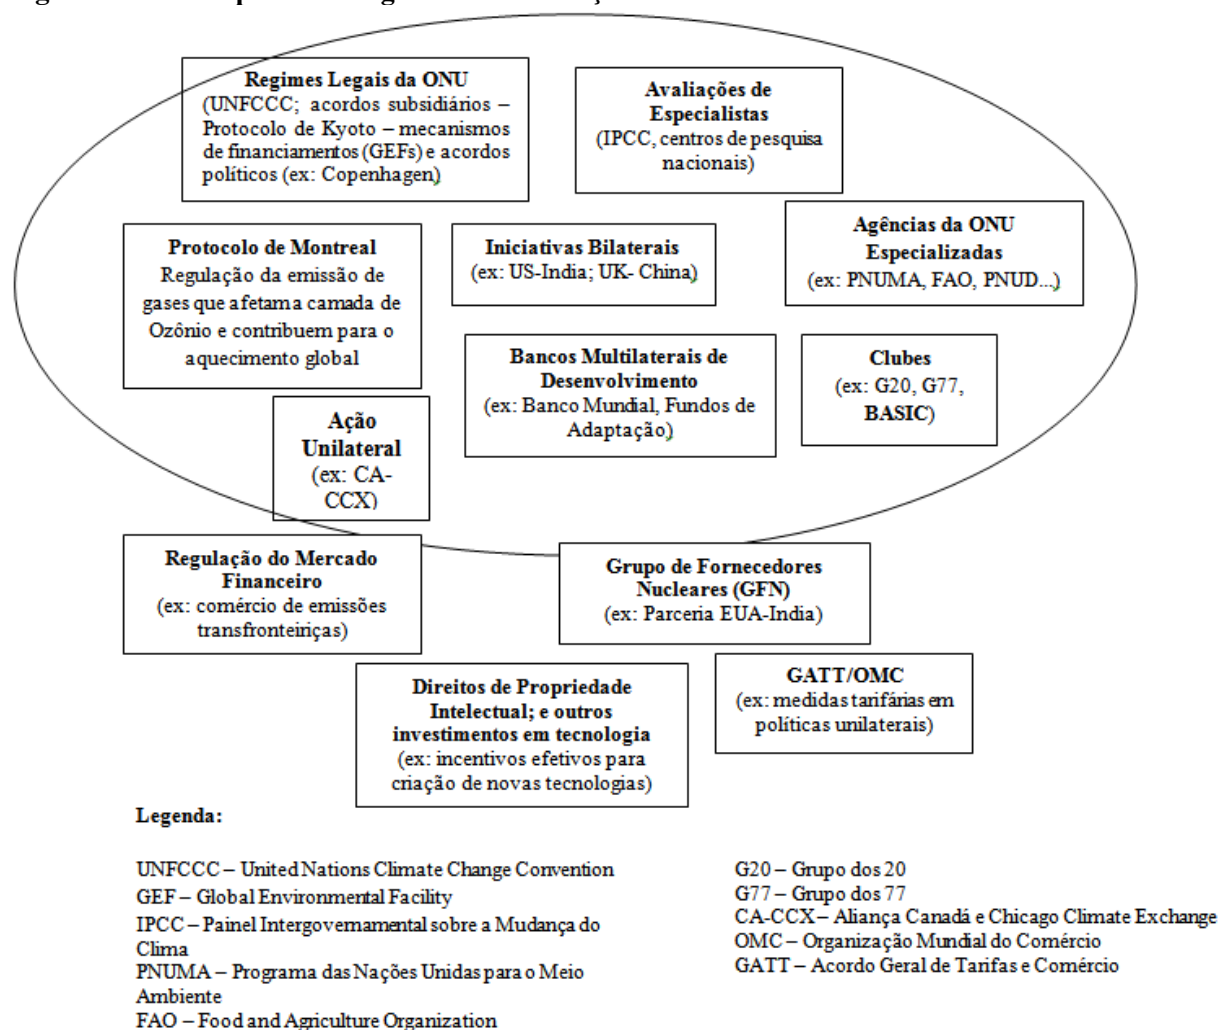 Regimes Legais da ONU
(UNFCCC; acordos subsidiários –
Protocolo de Kyoto – mecanismos
de financiamentos (GEFs) e acordos
políticos (ex: Copenhagen)
Avaliações de
Especialistas
(IPCC, centros de pesquisa
nacionais)
Agências da ONU
Especializadas
(ex: PNUMA, FAO, PNUD...)
Protocolo de Montreal
Regulação da emissão de
gases que afetam a camada de
Ozônio e contribuem para o
aquecimento global
Iniciativas Bilaterais
(ex: US-India; UK- China)
Bancos Multilaterais de
Desenvolvimento
(ex: Banco Mundial, Fundos de
Adaptação)
Clubes
(ex: G20, G77,
BASIC)
Ação
Unilateral
(ex: CA-
CCX)
Regulação do Mercado
Financeiro
(ex: comércio de emissões
transfronteiriças)
Grupo de Fornecedores
Nucleares (GFN)
(ex: Parceria EUA-India)
Direitos de Propriedade
Intelectual; e outros
investimentos em tecnologia
(ex: incentivos efetivos para
criação de novas tecnologias)
GATT/OMC
(ex: medidas tarifárias em
políticas unilaterais)
Legenda:
UNFCCC – United Nations Climate Change Convention
GEF – Global Environmental Facility
IPCC – Painel Intergovernamental sobre a Mudança do
Clima
PNUMA – Programa das Nações Unidas para o Meio
Ambiente
FAO – Food and Agriculture Organization
G20 – Grupo dos 20
G77 – Grupo dos 77
CA-CCX – Aliança Canadá e Chicago Climate Exchange
OMC – Organização Mundial do Comércio
GATT – Acordo Geral de Tarifas e Comércio